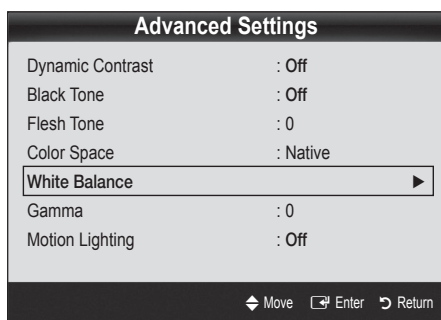 Advanced Settings
Dynamic Contrast : Off
Black Tone : Off
Flesh Tone : 0
Color Space : Native
White Balance ►
Gamma : 0
Motion Lighting : Off
Move Enter Return